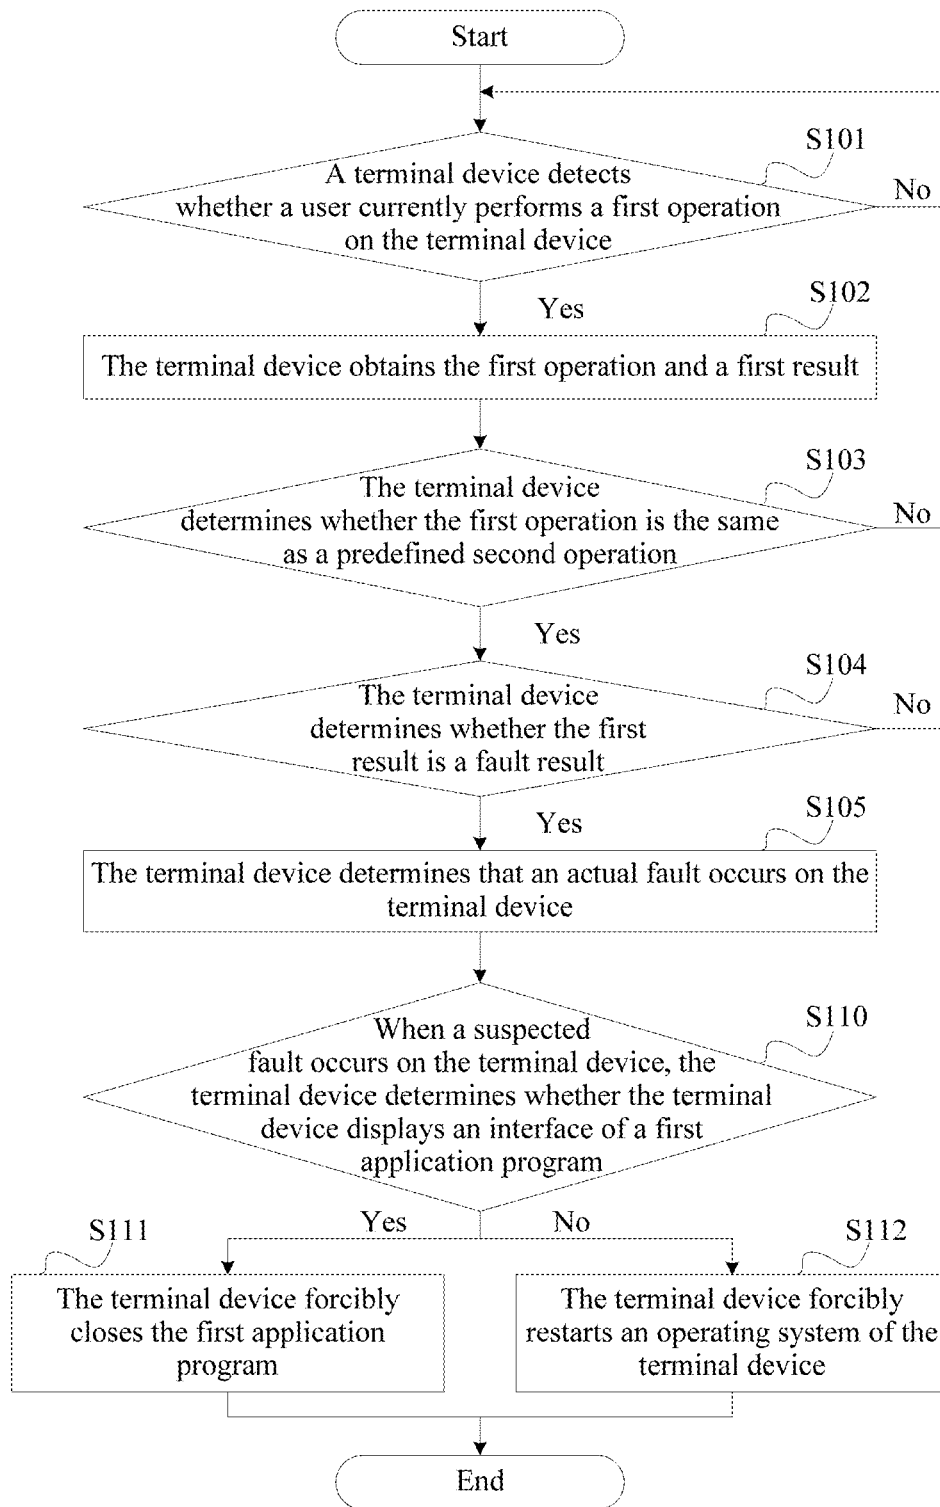 Start
S101
A terminal device detects
whether a user currently performs a first operation
on the terminal device
No
Yes
S102
The terminal device obtains the first operation and a first result
S103
The terminal device
determines whether the first operation is the same
as a predefined second operation
No
Yes
S104
The terminal device
determines whether the first
result is a fault result
No
Yes
S105
The terminal device determines that an actual fault occurs on the
terminal device
S110
When a suspected
fault occurs on the terminal device, the
terminal device determines whether the terminal
device displays an interface of a first
application program
Yes
No
S111
The terminal device forcibly
closes the first application
program
S112
The terminal device forcibly
restarts an operating system of the
terminal device
End